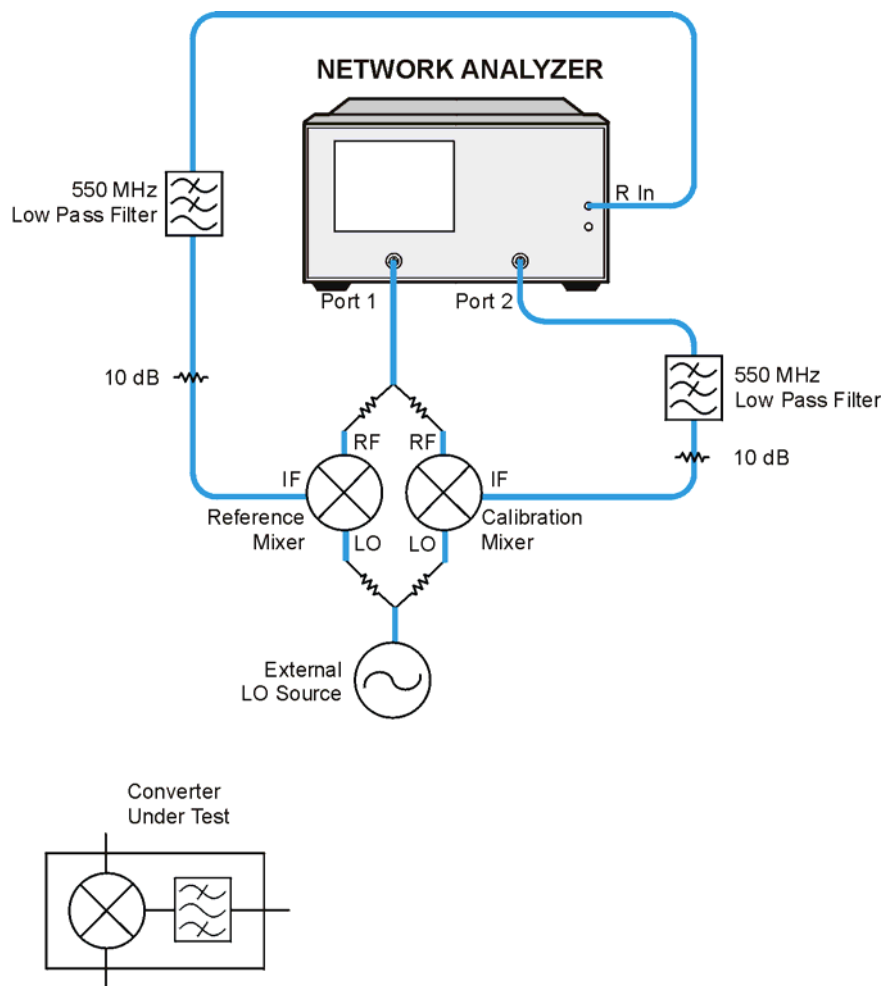 NETWORK ANALYZER
550 MHz
Low Pass Filter
R In
Port 1
Port 2
10 dB
550 MHz
Low Pass Filter
10 dB
RF
RF
IF
IF
Reference
Mixer
Calibration
Mixer
LO
LO
External
LO Source
Converter
Under Test